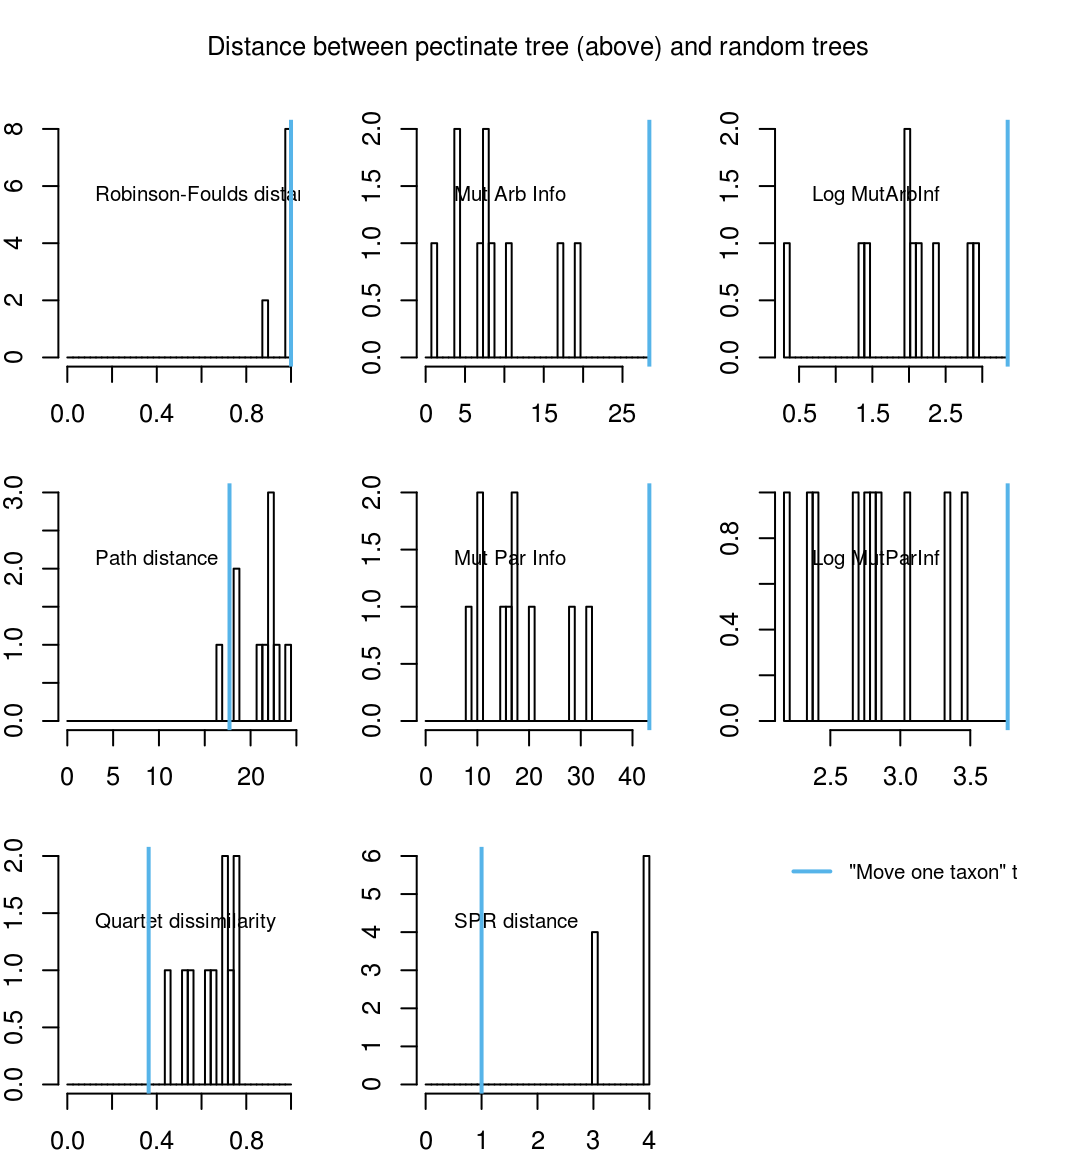 Distance between pectinate tree (above) and random trees
0 2 4 6 8
Robinson-Foulds distar
0.0 0.4 0.8
0.0 0.5 1.0 1.5 2.0
Mut Arb Info
0 5 15 25
0.0 0.5 1.0 1.5 2.0
Log MutArbInf
0.5 1.5 2.5
0.0 1.0 2.0 3.0
Path distance
0 5 10 20
0.0 0.5 1.0 1.5 2.0
Mut Par Info
0 10 20 30 40
0.0 0.4 0.8
Log MutParInf
2.5 3.0 3.5
0.0 0.5 1.0 1.5 2.0
Quartet dissimilarity
0.0 0.4 0.8
0 1 2 3 4 5 6
SPR distance
0 1 2 3 4
"Move one taxon" t